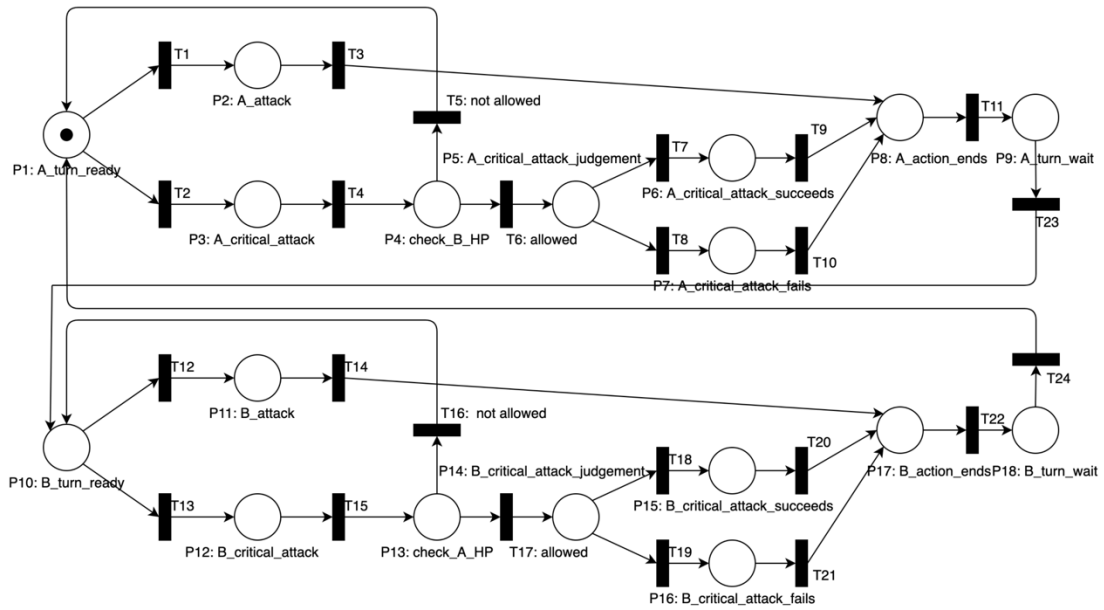 T1
T3
P2: A_attack
T5: not allowed
T11
P1: A_turn_ready
P5: A_critical_attack_judgement
T7
T9
P8: A_action_ends
P9: A_turn_wait
T2
T4
P6: A_critical_attack_succeeds
T23
P3: A_critical_attack
P4: check_B_HP
T6: allowed
T8
T10
P7: A_critical_attack_fails
T12
T14
T24
P11: B_attack
T16: not allowed
T22
P10: B_turn_ready
P14: B_critical_attack_judgement
T18
T20
P17: B_action_ends
P18: B_turn_wait
T13
T15
P15: B_critical_attack_succeeds
P12: B_critical_attack
P13: check_A_HP
T17: allowed
T19
T21
P16: B_critical_attack_fails